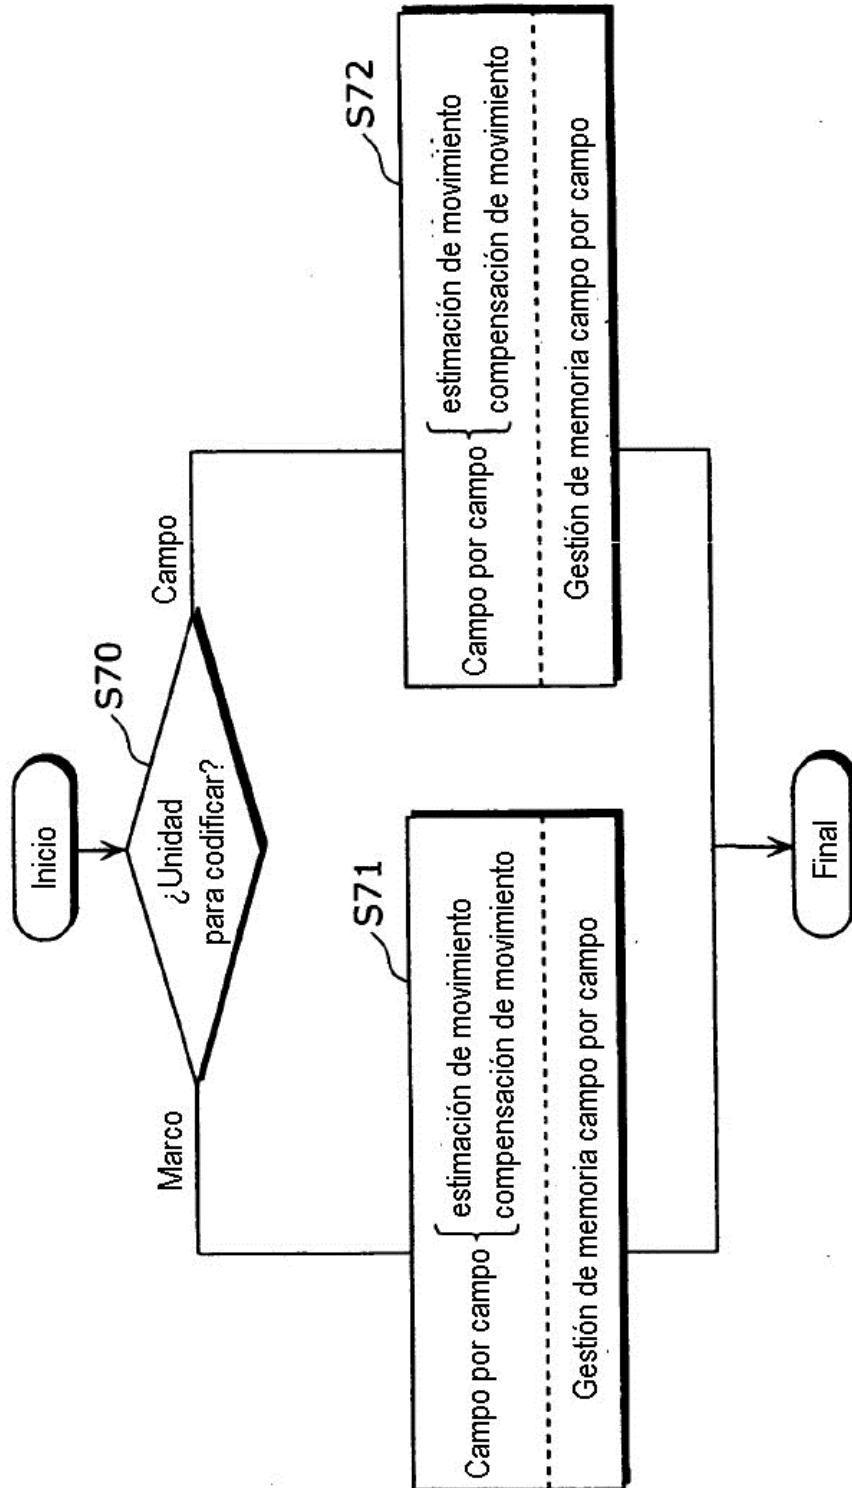 Inicio
S70
¿Unidad
para codificar?
Marco
Campo
S71
Campo por campo { estimación de movimiento
compensación de movimiento
Gestión de memoria campo por campo
S72
Campo por campo { estimación de movimiento
compensación de movimiento
Gestión de memoria campo por campo
Final